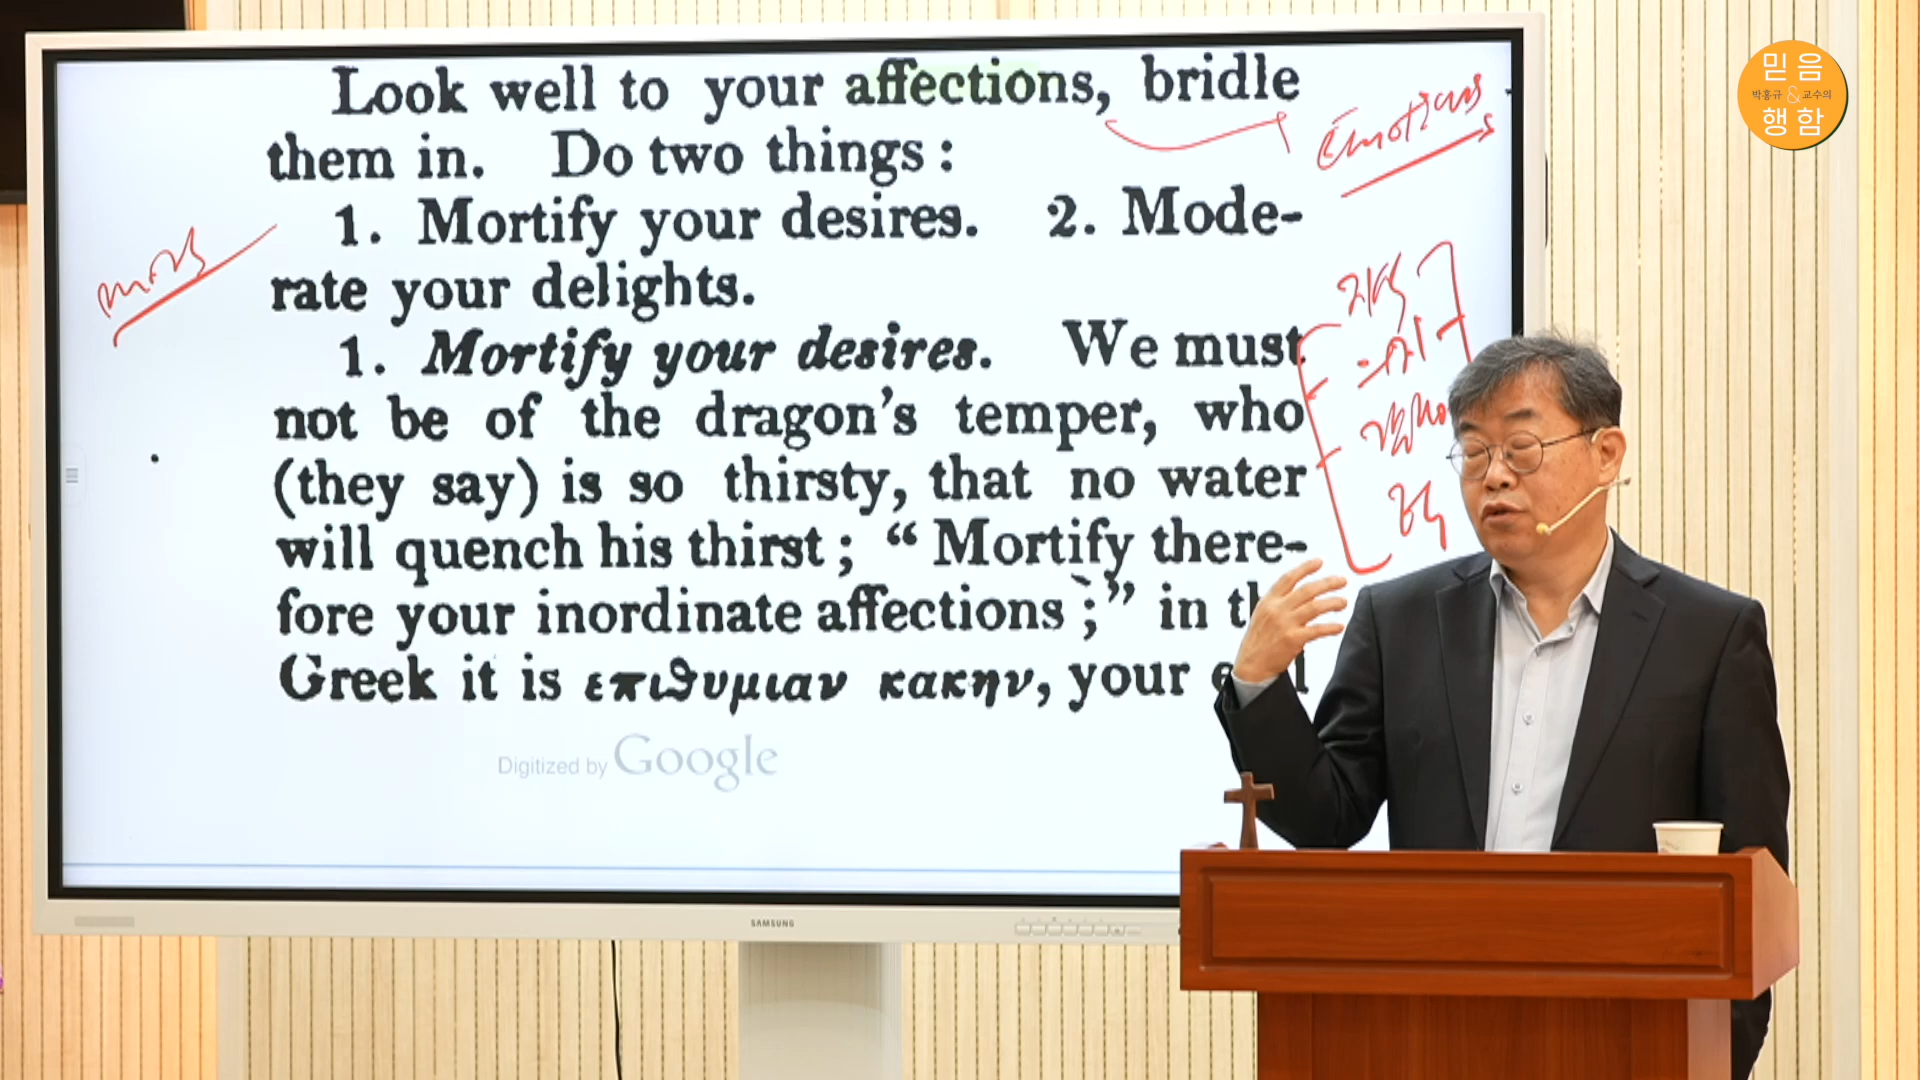 Look well to your affections, bridle
them in. Do two things :
1. Mortify your desires. 2. Mode-
rate your delights.
1. Mortify your desires. We must
not be of the dragon's temper, who
(they say) is so thirsty, that no water
will quench his thirst ; “ Mortify there-
fore your inordinate affections ;” in
Greek it is επιθυμιαν κακην, your
Digitized by Google
emotions
SAMSUNG
믿음
박홍규 & 교수의
행함